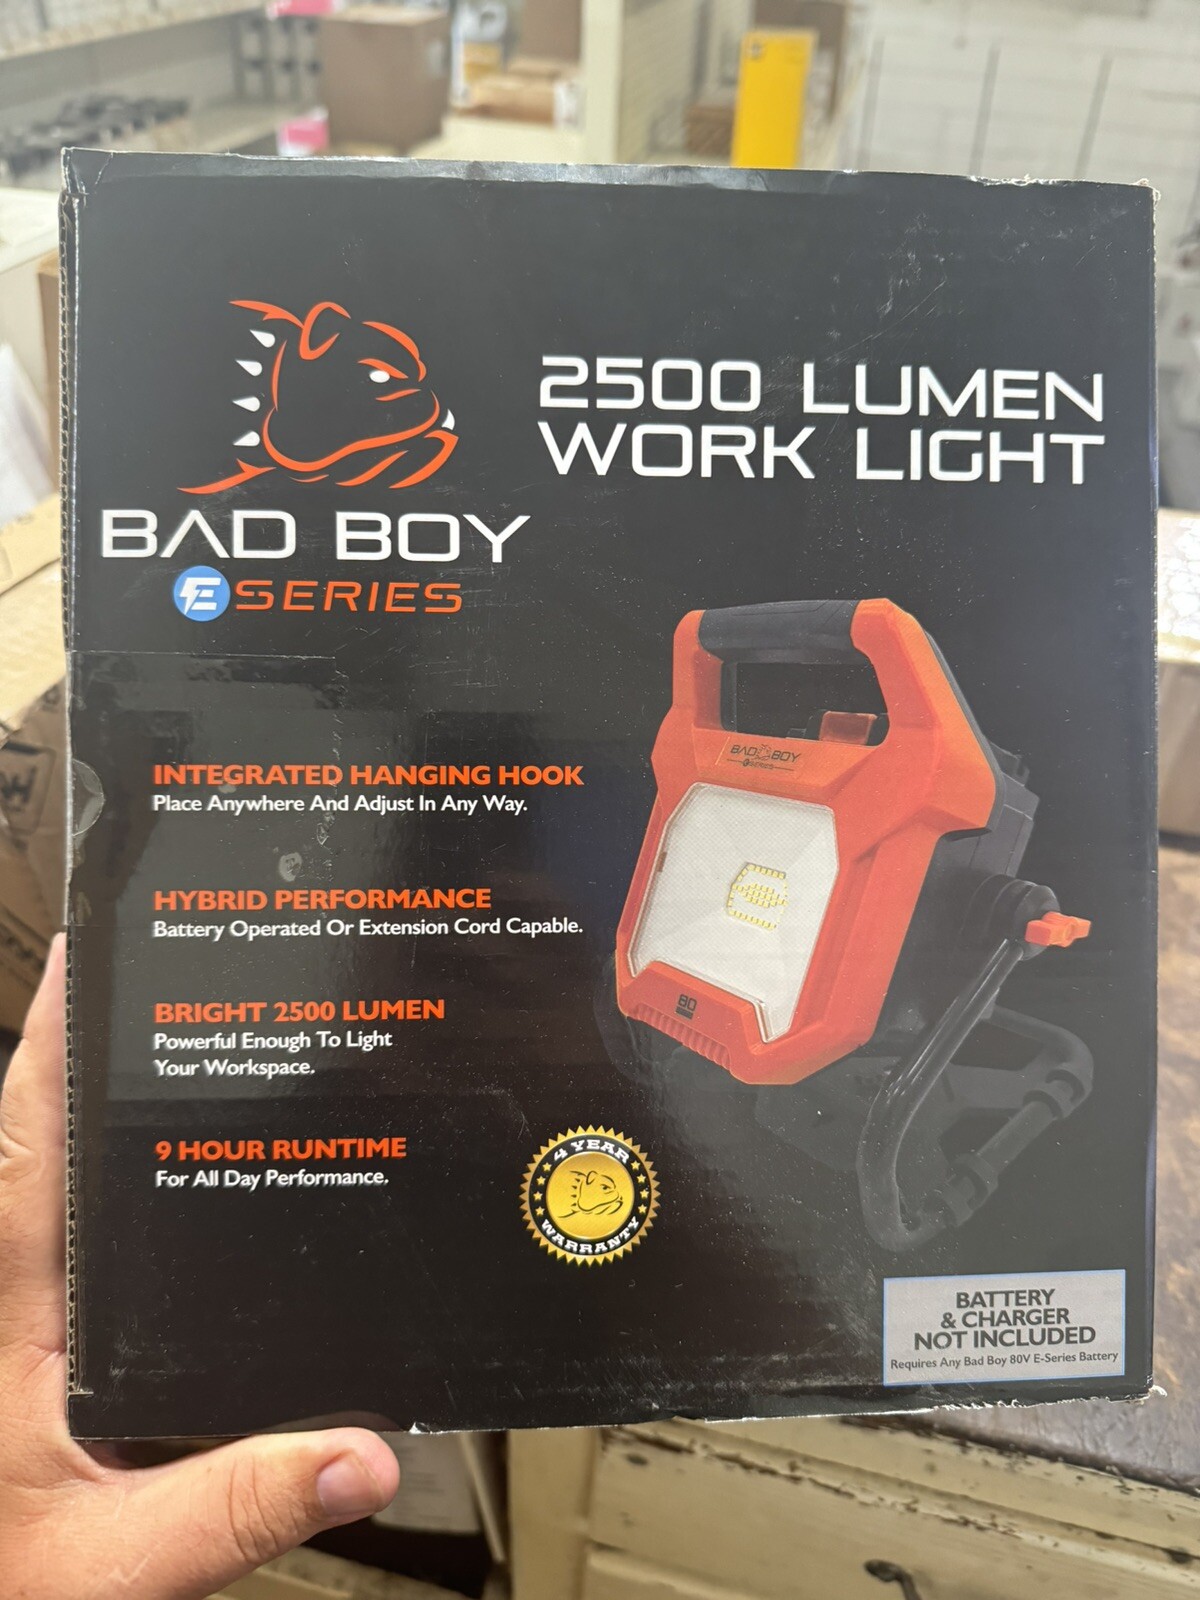 2500 LUMEN
WORK LIGHT
BAD BOY
E SERIES
INTEGRATED HANGING HOOK
Place Anywhere And Adjust In Any Way.
HYBRID PERFORMANCE
Battery Operated Or Extension Cord Capable.
BRIGHT 2500 LUMEN
Powerful Enough To Light
Your Workspace.
9 HOUR RUNTIME
For All Day Performance.
BAD BOY
E SERIES
80
4 YEAR
WARRANTY
BATTERY
& CHARGER
NOT INCLUDED
Requires Any Bad Boy 80V E-Series Battery